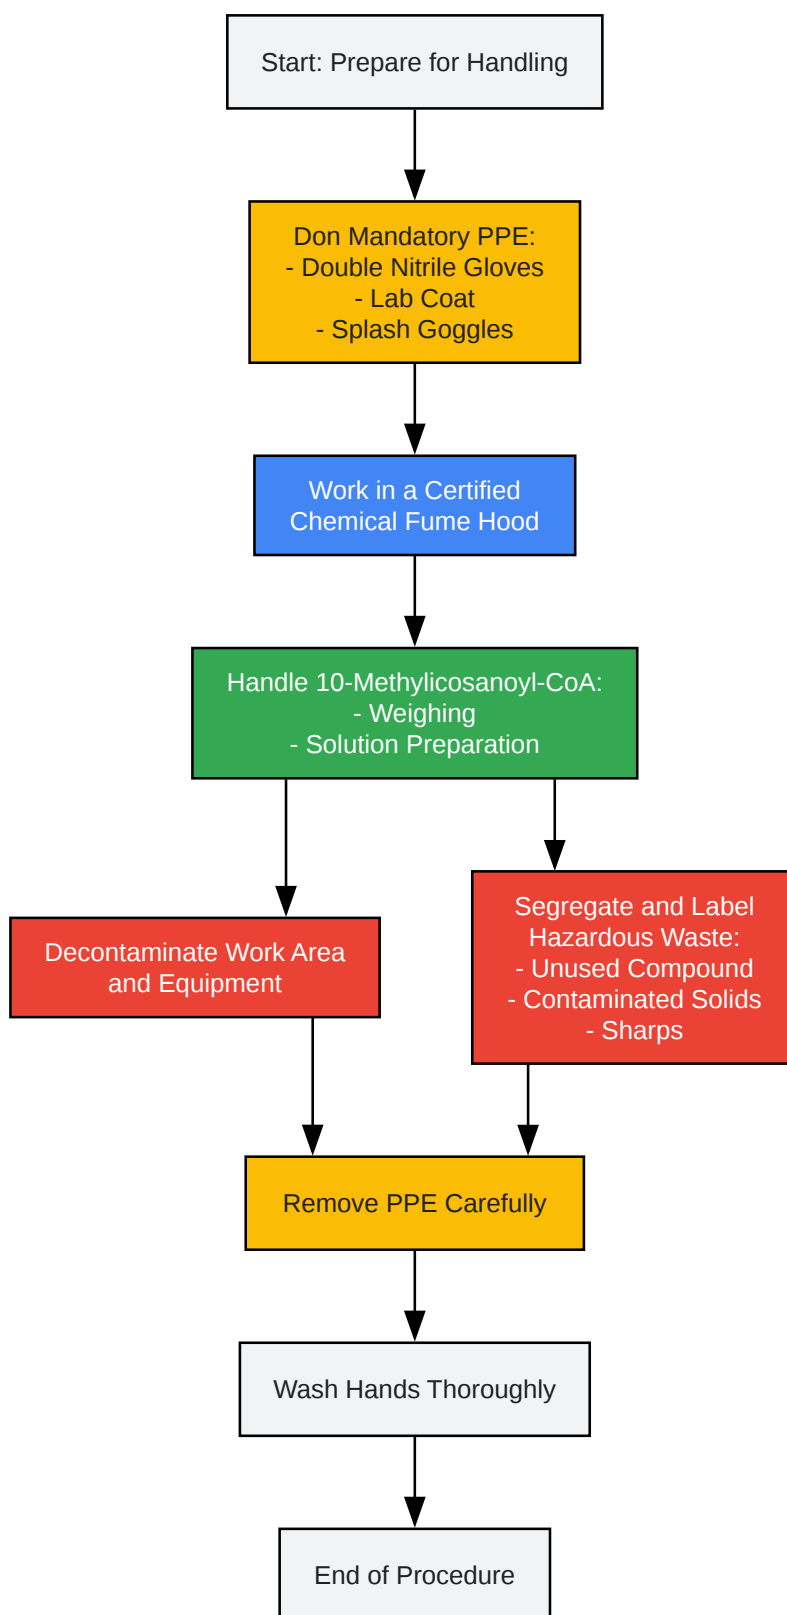 Start: Prepare for Handling
Don Mandatory PPE:
- Double Nitrile Gloves
- Lab Coat
- Splash Goggles
Work in a Certified
Chemical Fume Hood
Handle 10-Methylicosanoyl-CoA:
- Weighing
- Solution Preparation
Decontaminate Work Area
and Equipment
Segregate and Label
Hazardous Waste:
- Unused Compound
- Contaminated Solids
- Sharps
Remove PPE Carefully
Wash Hands Thoroughly
End of Procedure